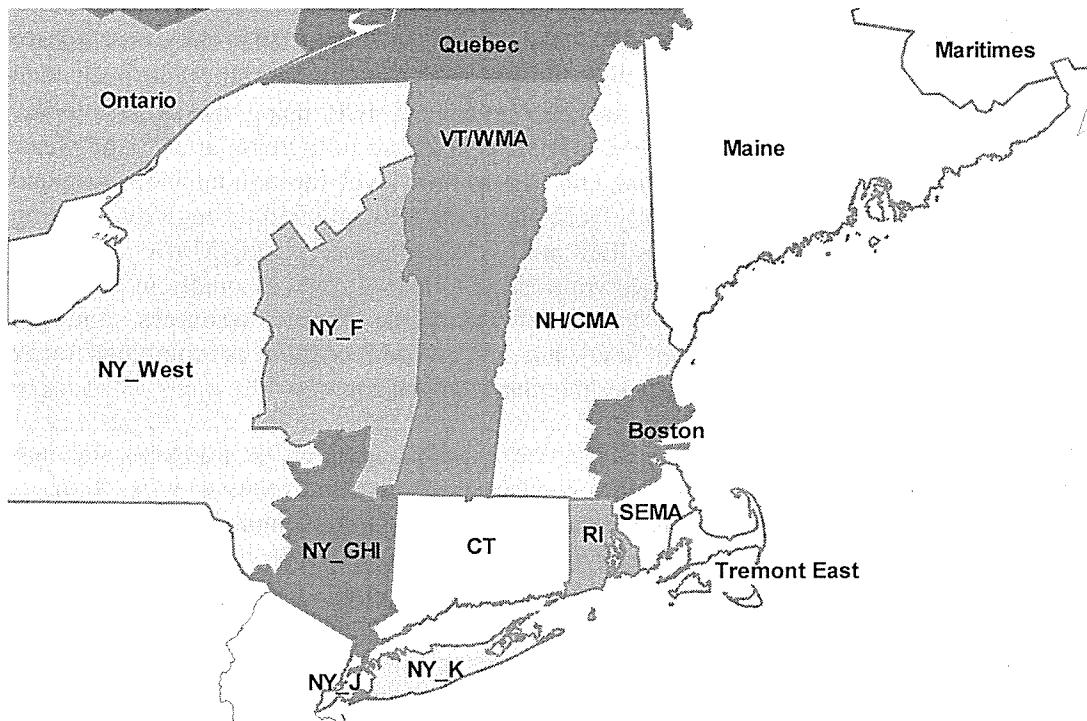 Quebec
Maritimes
Ontario
VT/WMA
Maine
NY_F
NH/CMA
NY_West
Boston
SEMA
RI
NY_GHI
CT
Tremont East
NY_K
NY_J